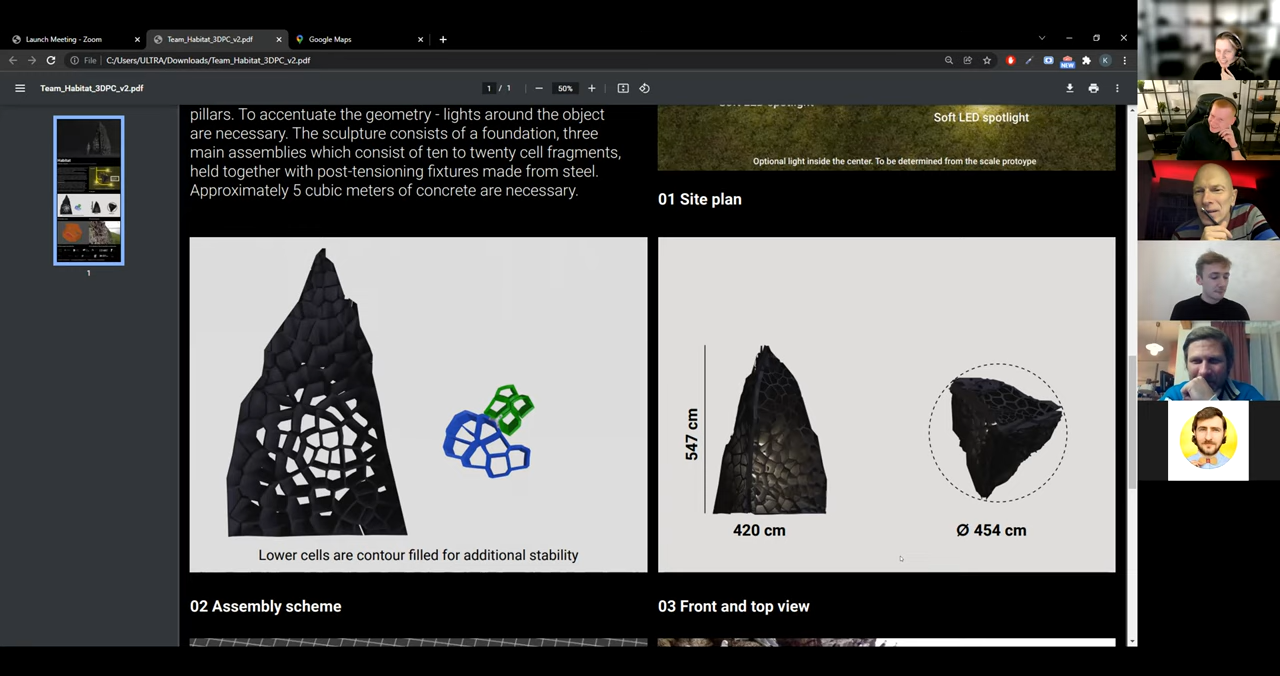 Launch Meeting - Zoom
Team_Habitat_3DPC_v2.pdf
Google Maps
File
C:/Users/ULTRA/Downloads/Team_Habitat_3DPC_v2.pdf
NEW
K
Team_Habitat_3DPC_v2.pdf
1 / 1
50%
Habitat
1
pillars. To accentuate the geometry - lights around the object
are necessary. The sculpture consists of a foundation, three
main assemblies which consist of ten to twenty cell fragments,
held together with post-tensioning fixtures made from steel.
Approximately 5 cubic meters of concrete are necessary.
Soft LED spotlight
Soft LED spotlight
Optional light inside the center. To be determined from the scale protoype
01 Site plan
Lower cells are contour filled for additional stability
02 Assembly scheme
547 cm
420 cm
Ø 454 cm
03 Front and top view